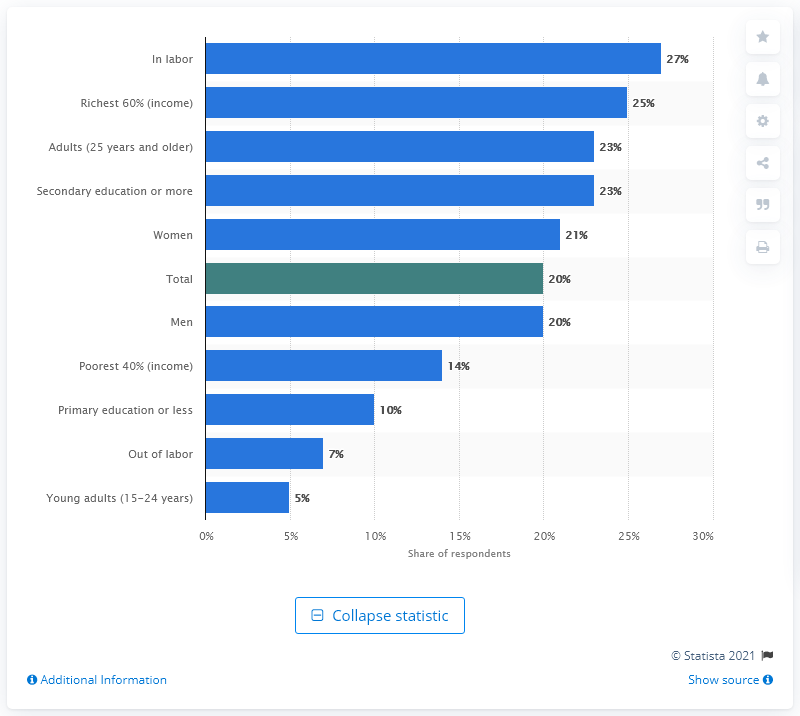 In labor 27%
Richest 60% (income) 25%
Adults (25 years and older) 23%
Secondary education or more 23%
Women 21%
Total 20%
Men 20%
Poorest 40% (income) 14%
Primary education or less 10%
Out of labor 7%
Young adults (15-24 years) 5%
0% 5% 10% 15% 20% 25% 30%
Share of respondents
Collapse statistic
© Statista 2021
Additional Information Show source